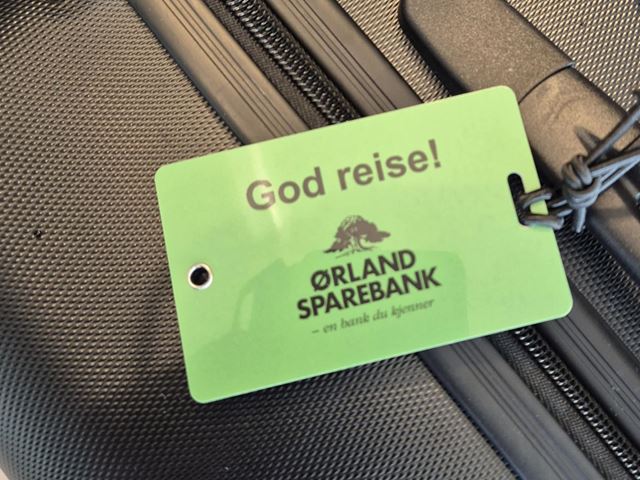 God reise!
ØRLAND
SPAREBANK
– en bank du kjenner